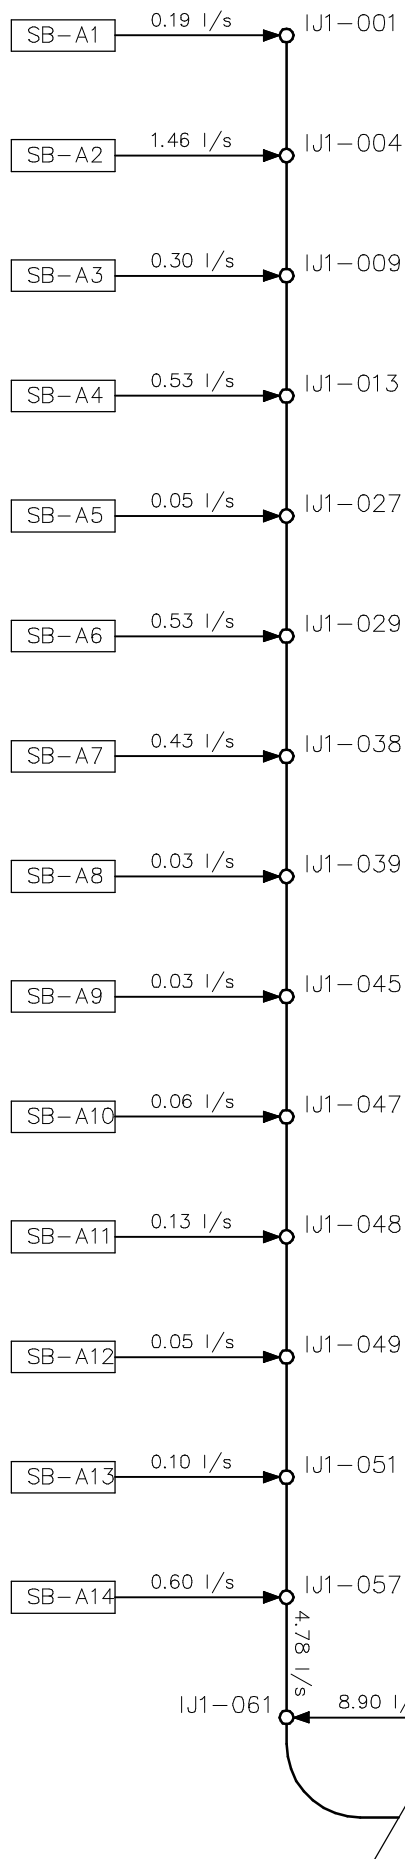 0.19 l/s
IJ1-001
SB-A1
1.46 l/s
IJ1-004
SB-A2
0.30 l/s
IJ1-009
SB-A3
0.53 l/s
IJ1-013
SB-A4
0.05 l/s
IJ1-027
SB-A5
0.53 l/s
IJ1-029
SB-A6
0.43 l/s
IJ1-038
SB-A7
0.03 l/s
IJ1-039
SB-A8
0.03 l/s
IJ1-045
SB-A9
0.06 l/s
IJ1-047
SB-A10
0.13 l/s
IJ1-048
SB-A11
0.05 l/s
IJ1-049
SB-A12
0.10 l/s
IJ1-051
SB-A13
0.60 l/s
IJ1-057
SB-A14
4.78 l/s
IJ1-061
8.90 l/